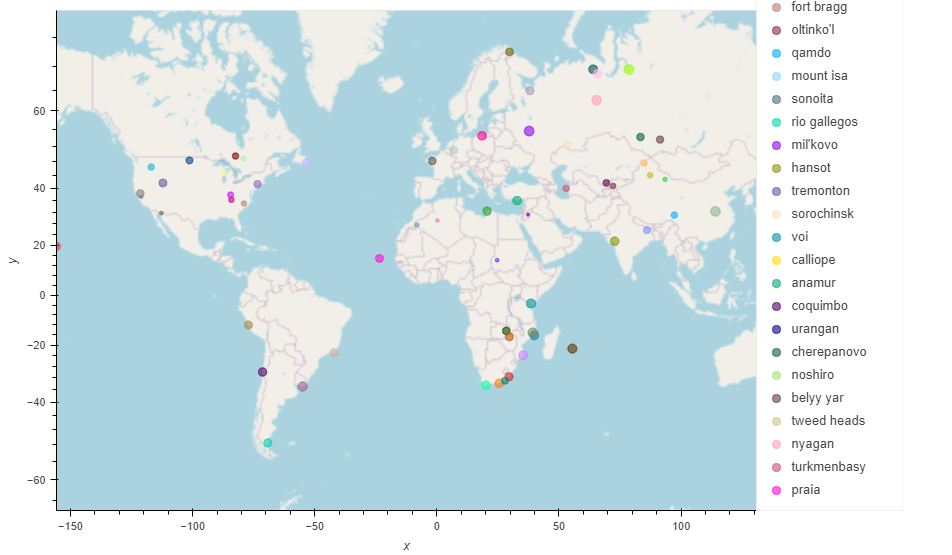 fort bragg
oltinko'l
qamdo
mount isa
sonoita
rio gallegos
mil'kovo
hansot
tremonton
sorochinsk
voi
calliope
anamur
coquimbo
urangan
cherepanovo
noshiro
belyy yar
tweed heads
nyagan
turkmenbasy
praia
60
40
20
0
−20
−40
−60
y
−150
−100
−50
0
50
100
x